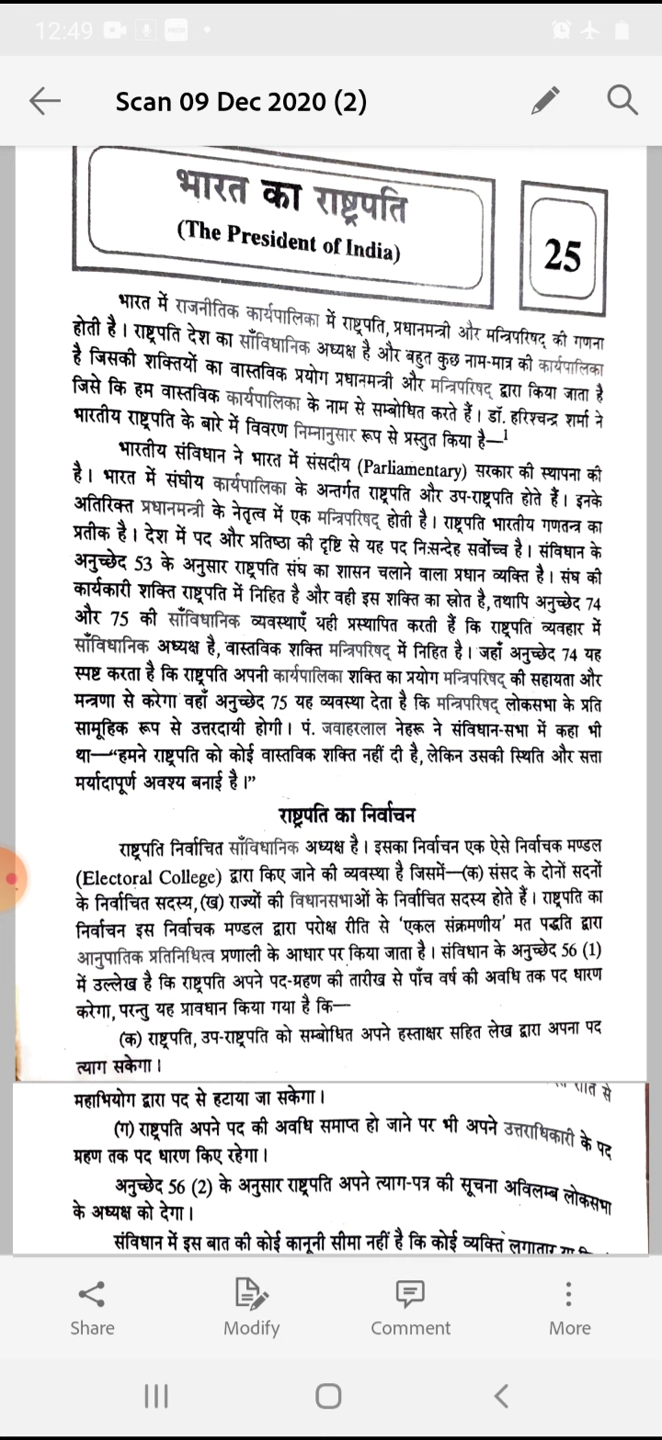 12:49
Scan 09 Dec 2020 (2)
भारत का राष्ट्रपति
(The President of India)
25
भारत में राजनीतिक कार्यपालिका में राष्ट्रपति, प्रधानमन्त्री और मन्त्रिपरिषद् की गणना
होती है। राष्ट्रपति देश का साँविधानिक अध्यक्ष है और बहुत कुछ नाम-मात्र की कार्यपालिका
है जिसकी शक्तियों का वास्तविक प्रयोग प्रधानमन्त्री और मन्त्रिपरिषद् द्वारा किया जाता है
जिसे कि हम वास्तविक कार्यपालिका के नाम से सम्बोधित करते हैं। डॉ. हरिश्चन्द्र शर्मा ने
भारतीय राष्ट्रपति के बारे में विवरण निम्नानुसार रूप से प्रस्तुत किया है—1
भारतीय संविधान ने भारत में संसदीय (Parliamentary) सरकार की स्थापना की
है। भारत में संघीय कार्यपालिका के अन्तर्गत राष्ट्रपति और उप-राष्ट्रपति होते हैं। इनके
अतिरिक्त प्रधानमन्त्री के नेतृत्व में एक मन्त्रिपरिषद् होती है। राष्ट्रपति भारतीय गणतन्त्र का
प्रतीक है। देश में पद और प्रतिष्ठा की दृष्टि से यह पद निःसन्देह सर्वोच्च है। संविधान के
अनुच्छेद 53 के अनुसार राष्ट्रपति संघ का शासन चलाने वाला प्रधान व्यक्ति है। संघ की
कार्यकारी शक्ति राष्ट्रपति में निहित है और वही इस शक्ति का स्रोत है, तथापि अनुच्छेद 74
और 75 की साँविधानिक व्यवस्थाएँ यही प्रस्थापित करती हैं कि राष्ट्रपति व्यवहार में
साँविधानिक अध्यक्ष है, वास्तविक शक्ति मन्त्रिपरिषद् में निहित है। जहाँ अनुच्छेद 74 यह
स्पष्ट करता है कि राष्ट्रपति अपनी कार्यपालिका शक्ति का प्रयोग मन्त्रिपरिषद् की सहायता और
मन्त्रणा से करेगा वहाँ अनुच्छेद 75 यह व्यवस्था देता है कि मन्त्रिपरिषद् लोकसभा के प्रति
सामूहिक रूप से उत्तरदायी होगी। पं. जवाहरलाल नेहरू ने संविधान-सभा में कहा भी
था—“हमने राष्ट्रपति को कोई वास्तविक शक्ति नहीं दी है, लेकिन उसकी स्थिति और सत्ता
मर्यादापूर्ण अवश्य बनाई है।”
राष्ट्रपति का निर्वाचन
राष्ट्रपति निर्वाचित साँविधानिक अध्यक्ष है। इसका निर्वाचन एक ऐसे निर्वाचक मण्डल
(Electoral College) द्वारा किए जाने की व्यवस्था है जिसमें—(क) संसद के दोनों सदनों
के निर्वाचित सदस्य, (ख) राज्यों की विधानसभाओं के निर्वाचित सदस्य होते हैं। राष्ट्रपति का
निर्वाचन इस निर्वाचक मण्डल द्वारा परोक्ष रीति से ‘एकल संक्रमणीय’ मत पद्धति द्वारा
आनुपातिक प्रतिनिधित्व प्रणाली के आधार पर किया जाता है। संविधान के अनुच्छेद 56 (1)
में उल्लेख है कि राष्ट्रपति अपने पद-ग्रहण की तारीख से पाँच वर्ष की अवधि तक पद धारण
करेगा, परन्तु यह प्रावधान किया गया है कि—
(क) राष्ट्रपति, उप-राष्ट्रपति को सम्बोधित अपने हस्ताक्षर सहित लेख द्वारा अपना पद
त्याग सकेगा।
रीति से
महाभियोग द्वारा पद से हटाया जा सकेगा।
(ग) राष्ट्रपति अपने पद की अवधि समाप्त हो जाने पर भी अपने उत्तराधिकारी के पद
ग्रहण तक पद धारण किए रहेगा।
अनुच्छेद 56 (2) के अनुसार राष्ट्रपति अपने त्याग-पत्र की सूचना अविलम्ब लोकसभा
के अध्यक्ष को देगा।
संविधान में इस बात की कोई कानूनी सीमा नहीं है कि कोई व्यक्ति लगातार
Share
Modify
Comment
More